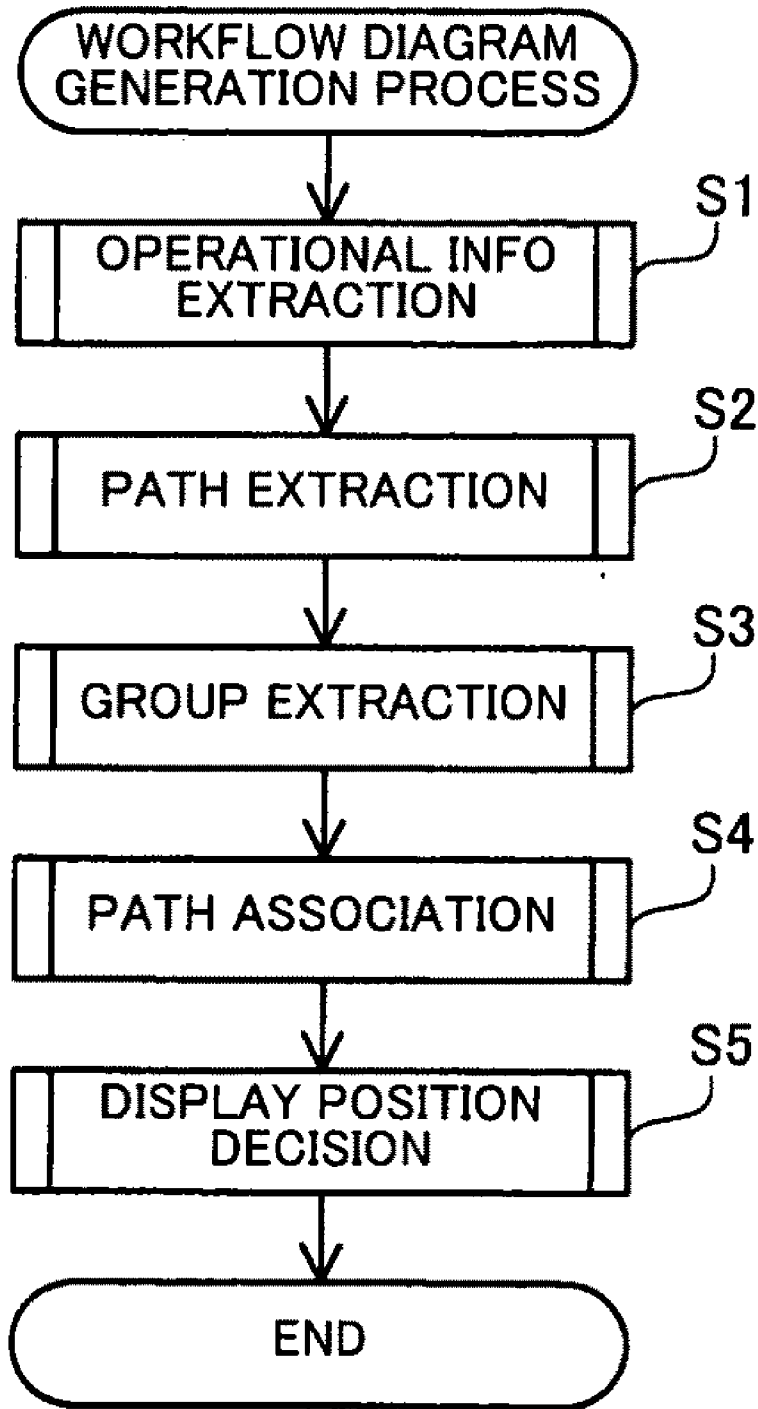 WORKFLOW DIAGRAM
GENERATION PROCESS
S1
OPERATIONAL INFO
EXTRACTION
S2
PATH EXTRACTION
S3
GROUP EXTRACTION
S4
PATH ASSOCIATION
S5
DISPLAY POSITION
DECISION
END